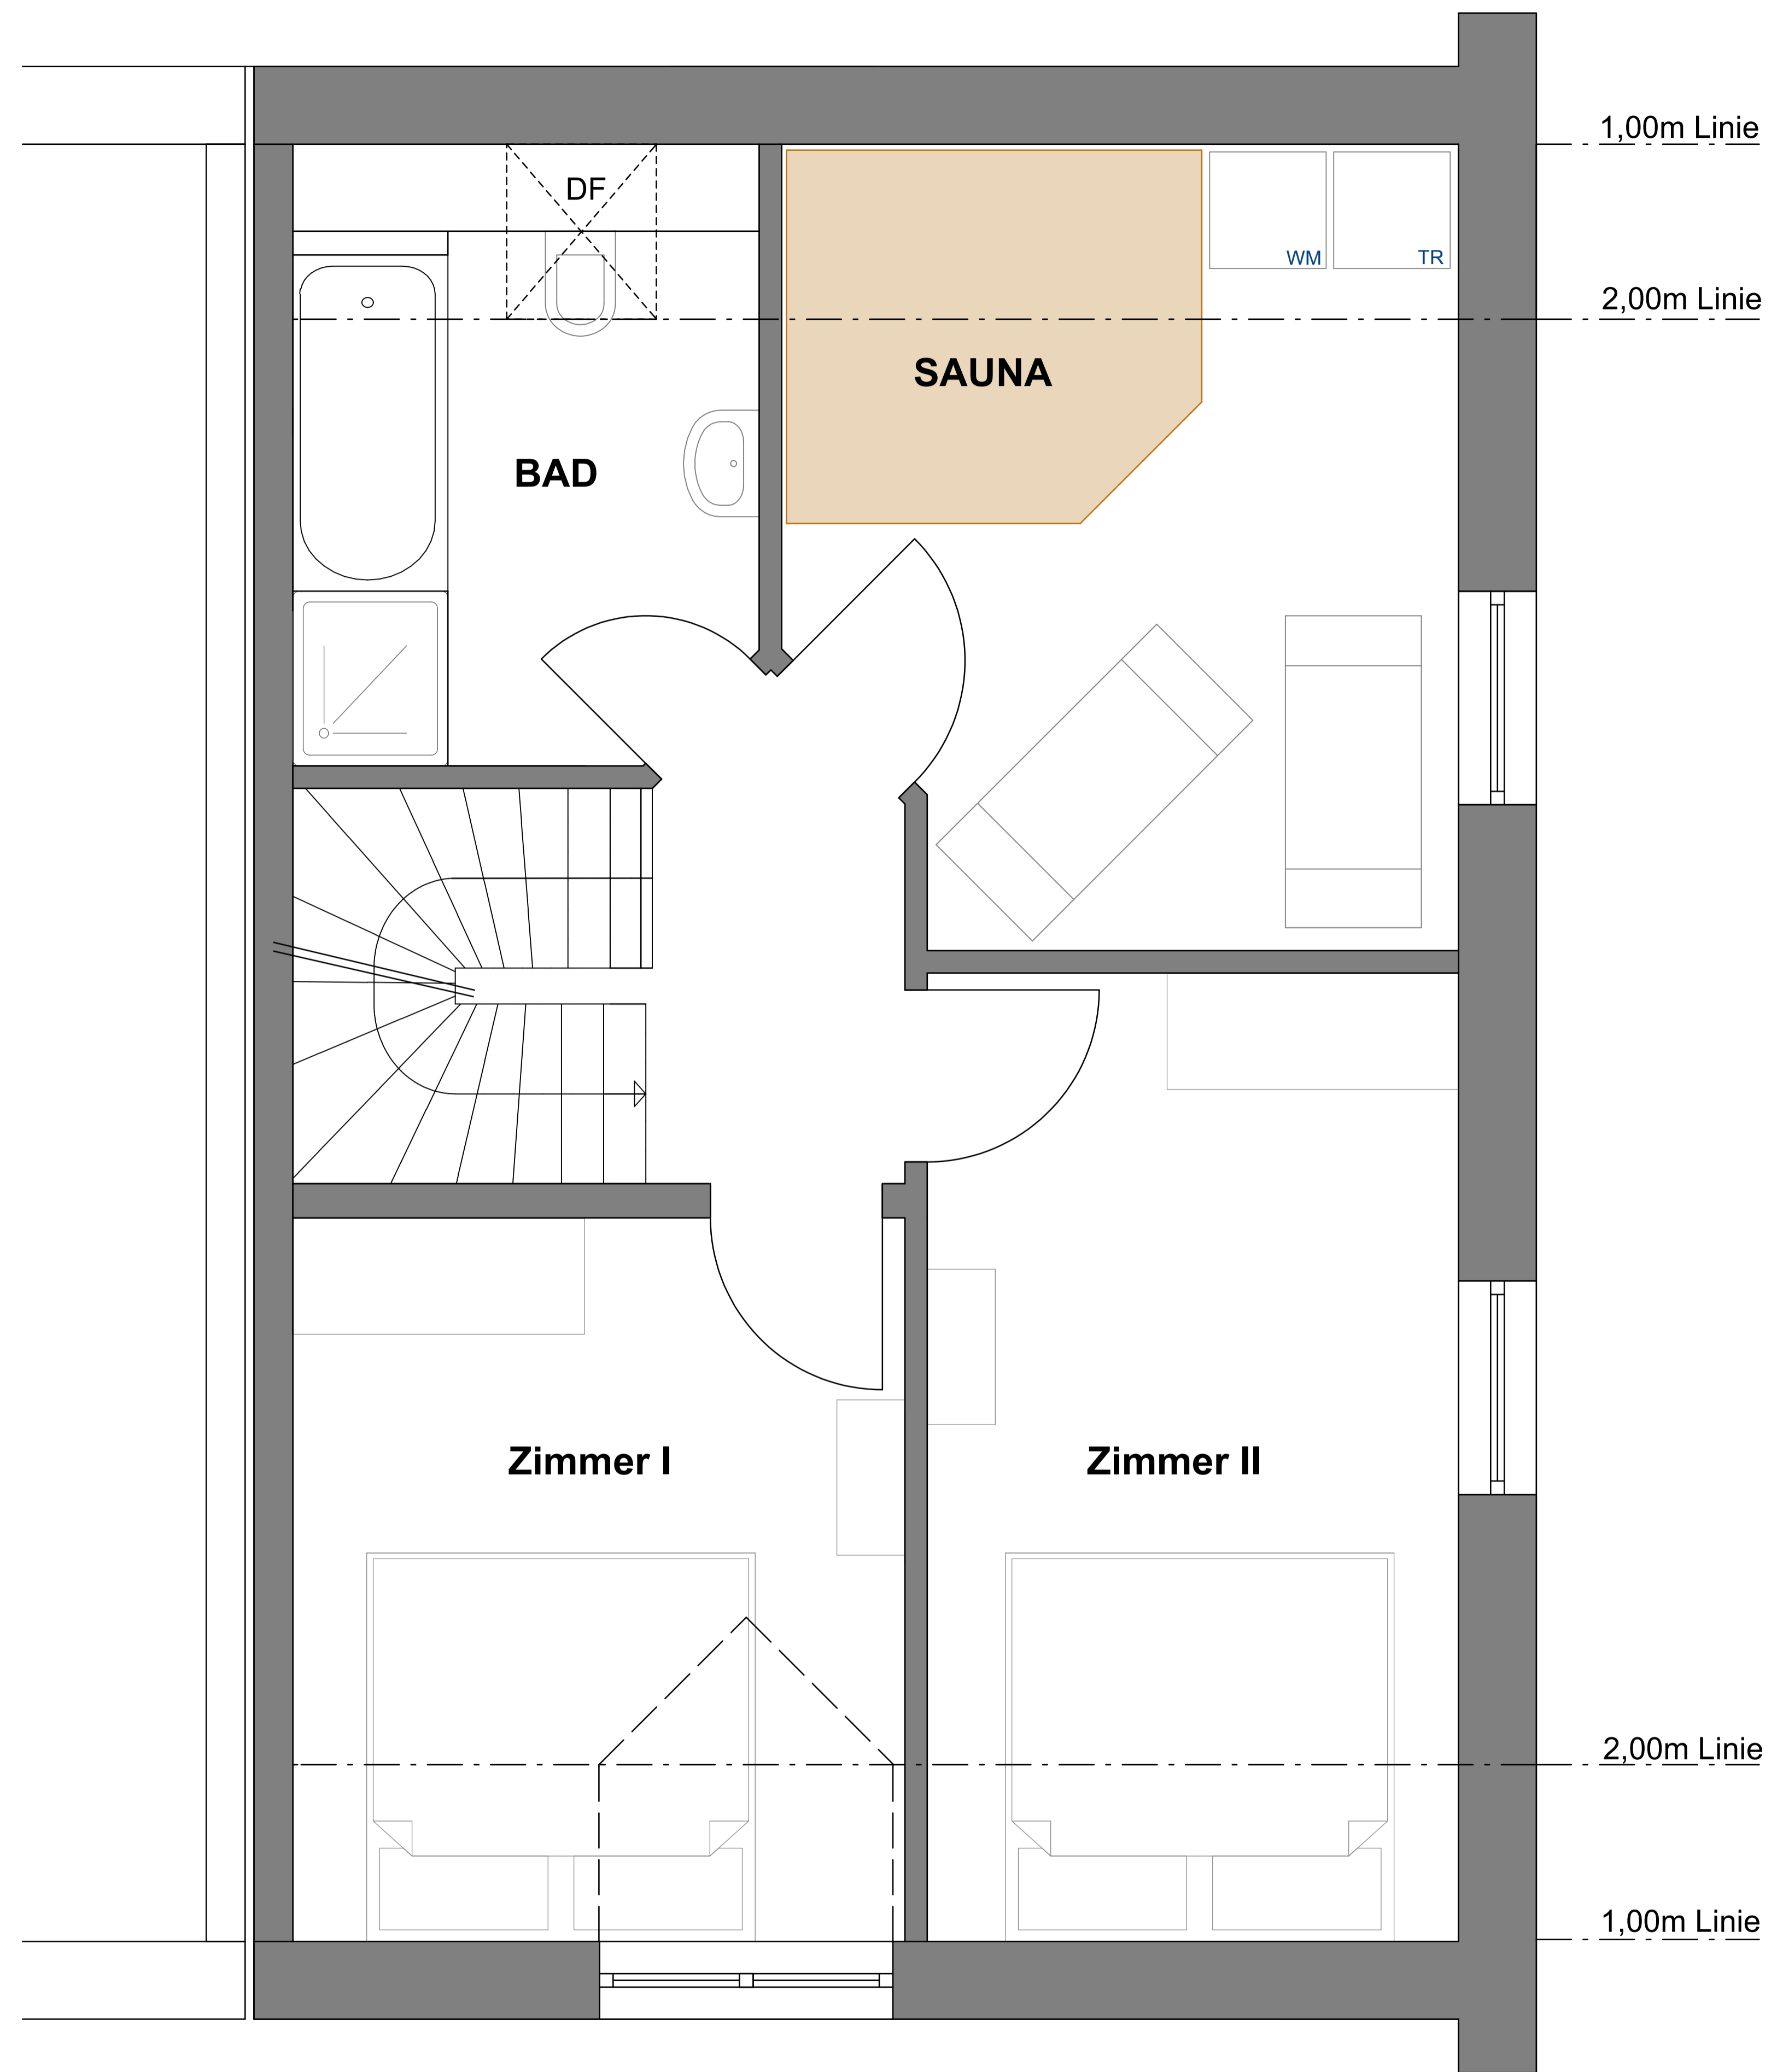 1,00m Linie
DF
WM
TR
2,00m Linie
SAUNA
BAD
Zimmer I
Zimmer II
2,00m Linie
1,00m Linie